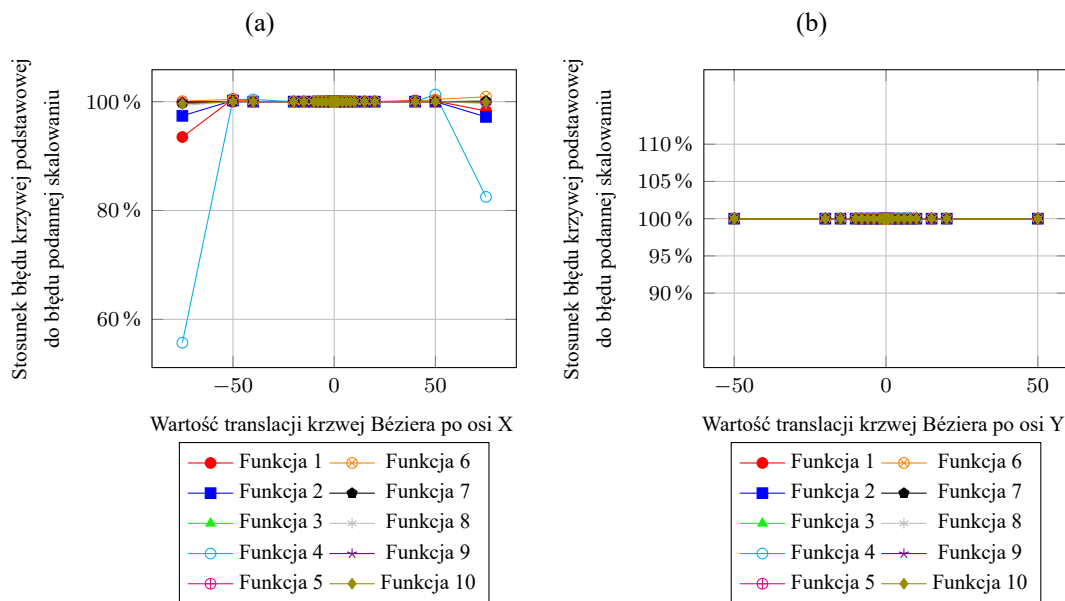 (a)
Stosunek błędu krzywej podstawowej
do błędu podannej skalowaniu
100 %
80 %
60 %
−50
0
50
Wartość translacji krzwej Béziera po osi X
Funkcja 1
Funkcja 6
Funkcja 2
Funkcja 7
Funkcja 3
Funkcja 8
Funkcja 4
Funkcja 9
Funkcja 5
Funkcja 10
(b)
Stosunek błędu krzywej podstawowej
do błędu podannej skalowaniu
110 %
105 %
100 %
95 %
90 %
−50
0
50
Wartość translacji krzwej Béziera po osi Y
Funkcja 1
Funkcja 6
Funkcja 2
Funkcja 7
Funkcja 3
Funkcja 8
Funkcja 4
Funkcja 9
Funkcja 5
Funkcja 10